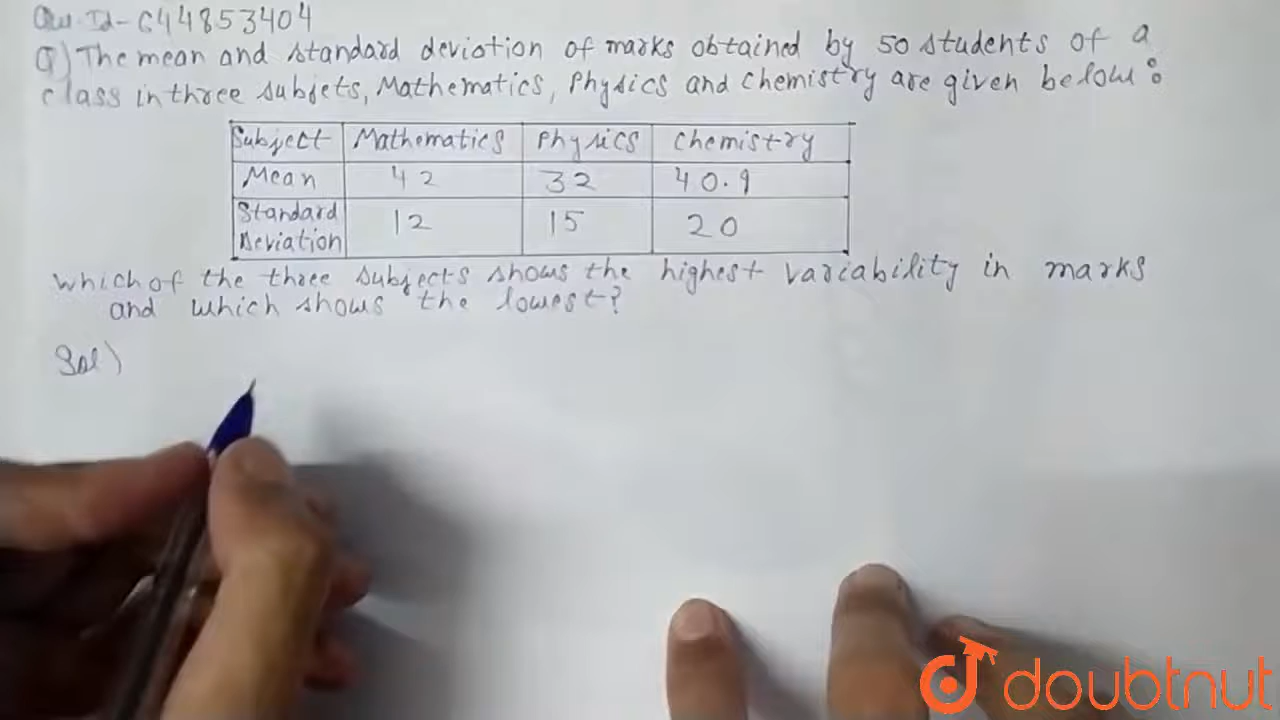 Qu. Id-644853404
Q) The mean and standard deviation of marks obtained by 50 students of a
class in three subjets, Mathematics, Physics and Chemistry are given below :
Subject Mathematics Physics Chemistry
Mean 42 32 40.9
Standard Deviation 12 15 20
which of the three subjects shows the highest variability in marks
and which shows the lowest?
Sol)
doubtnut